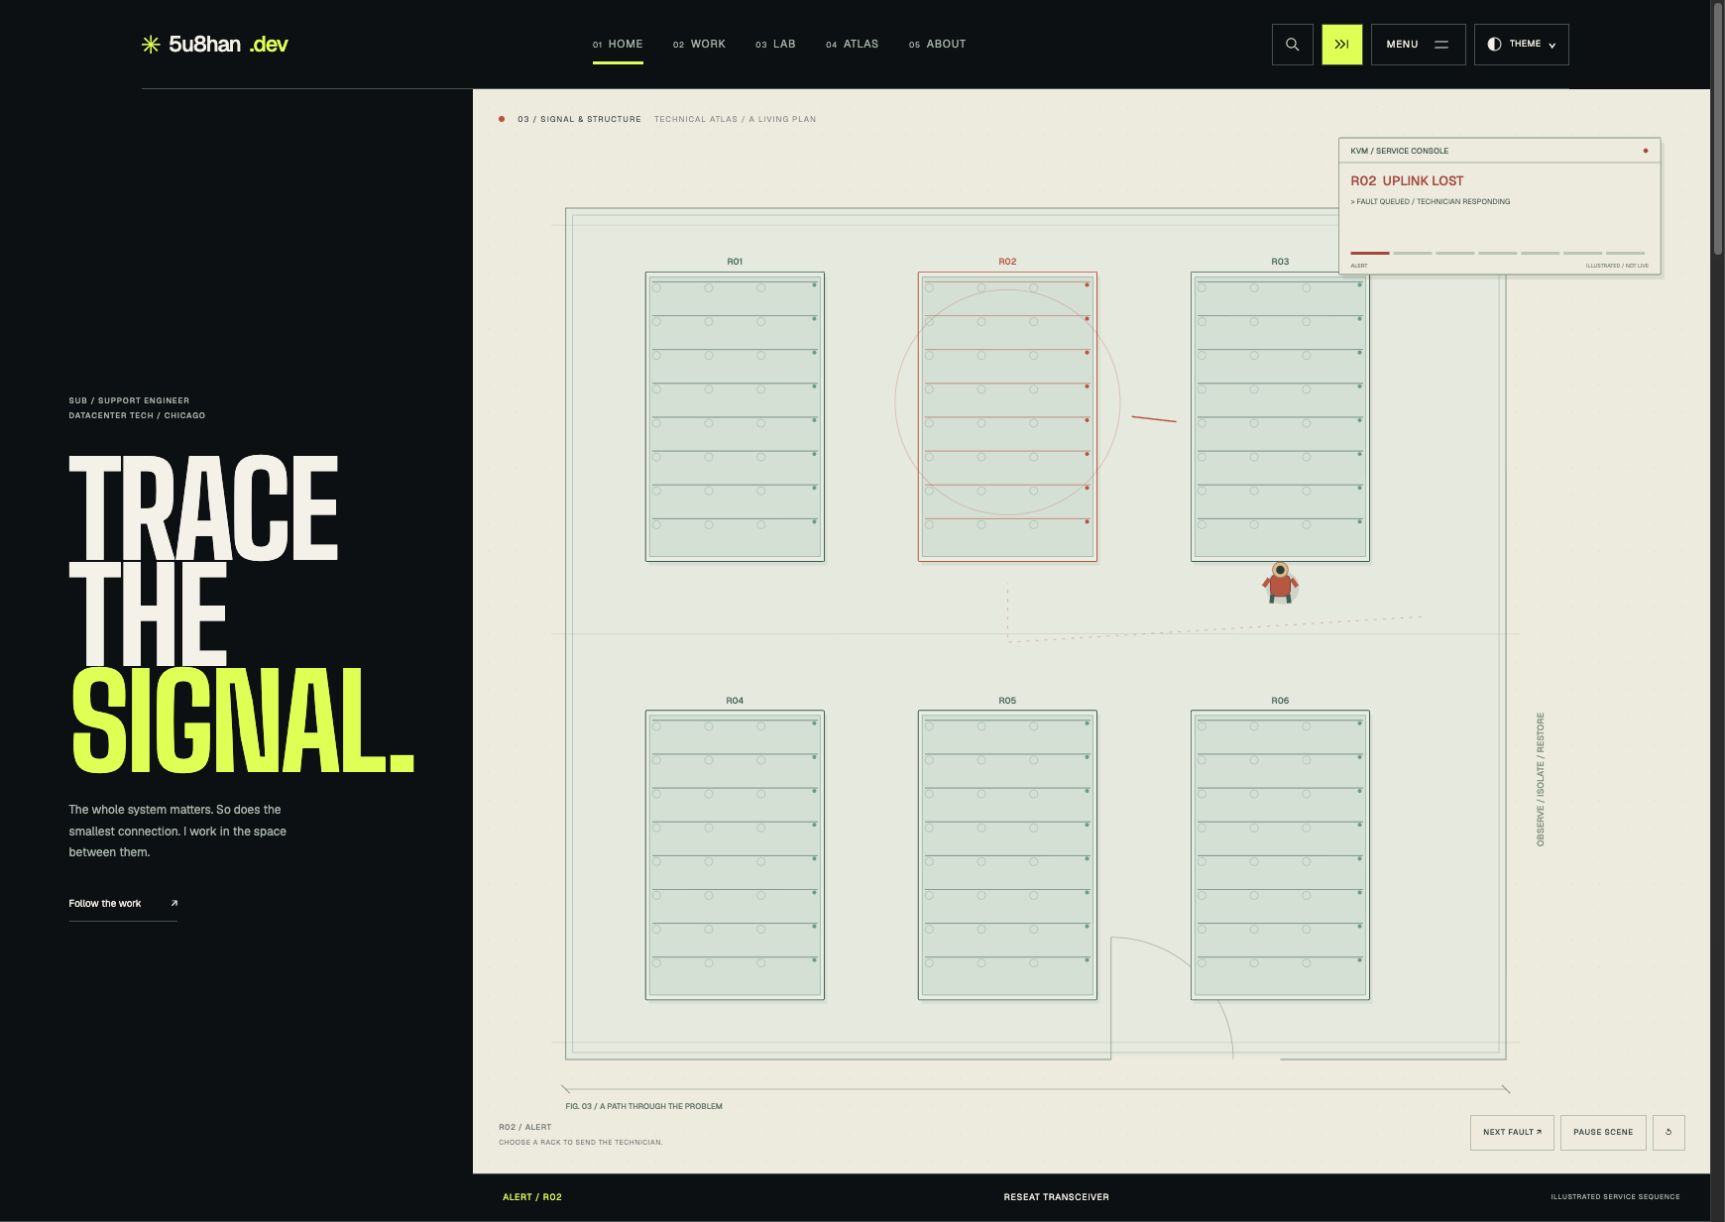 5u8han .dev
01 HOME
02 WORK
03 LAB
04 ATLAS
05 ABOUT
MENU
THEME
03 / SIGNAL & STRUCTURE TECHNICAL ATLAS / A LIVING PLAN
KVM / SERVICE CONSOLE
R02 UPLINK LOST
> FAULT QUEUED / TECHNICIAN RESPONDING
ALERT
ILLUSTRATED / NOT LIVE
R01
R02
R03
SUB / SUPPORT ENGINEER
DATACENTER TECH / CHICAGO
TRACE
THE
SIGNAL.
The whole system matters. So does the
smallest connection. I work in the space
between them.
Follow the work
R04
R05
R06
OBSERVE / ISOLATE / RESTORE
FIG. 03 / A PATH THROUGH THE PROBLEM
R02 / ALERT
CHOOSE A RACK TO SEND THE TECHNICIAN.
NEXT FAULT
PAUSE SCENE
ALERT / R02
RESEAT TRANSCEIVER
ILLUSTRATED SERVICE SEQUENCE